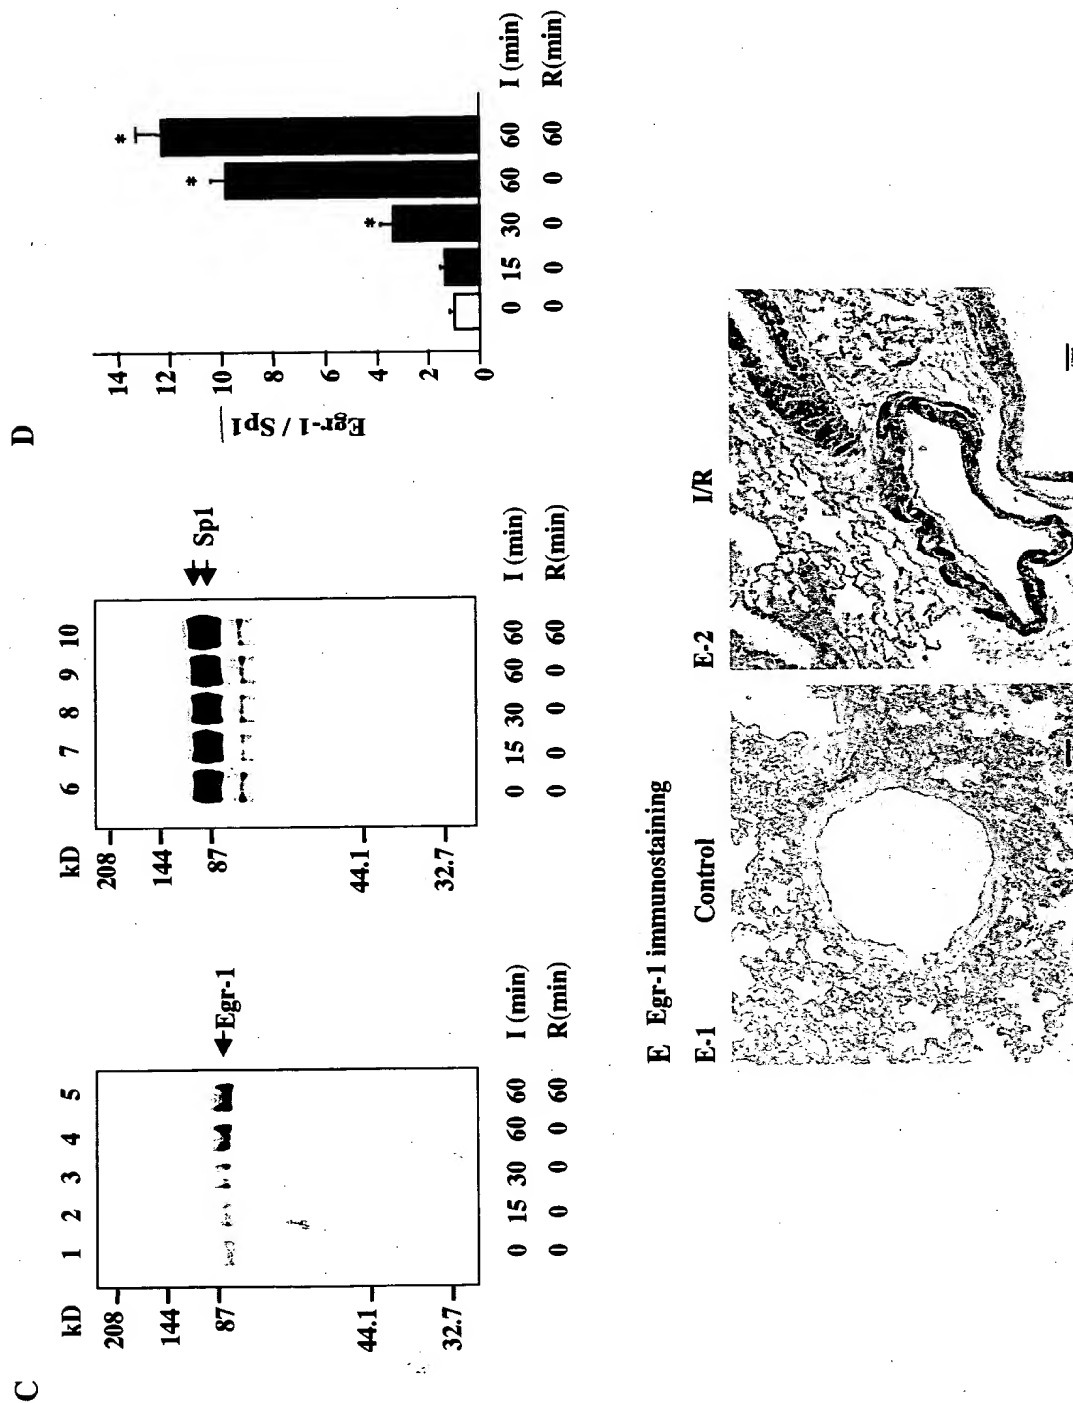 C
kD 1 2 3 4 5
208
144
87
44.1
32.7
Egr-1
0 15 30 60 60 I (min)
0 0 0 0 60 R(min)
kD 6 7 8 9 10
208
144
87
44.1
32.7
Sp1
0 15 30 60 60 I (min)
0 0 0 0 60 R(min)
D
Egr-1 / Sp1
14
12
10
8
6
4
2
0
* * *
0 15 30 60 60 I (min)
0 0 0 0 60 R(min)
E Egr-1 immunostaining
E-1 Control
E-2 I/R